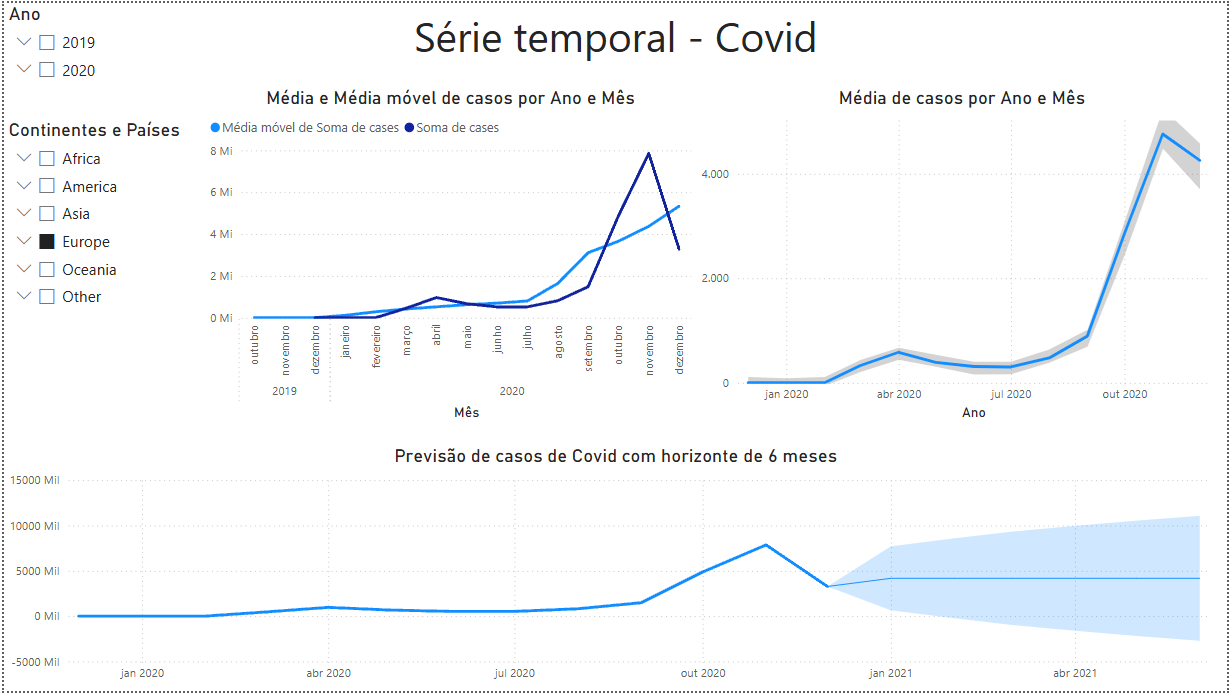 Ano
2019
2020
Série temporal - Covid
Continentes e Países
Africa
America
Asia
Europe
Oceania
Other
Média e Média móvel de casos por Ano e Mês
Média móvel de Soma de casos Soma de casos
8 Mi
6 Mi
4 Mi
2 Mi
0 Mi
outubro novembro dezembro janeiro fevereiro março abril maio junho julho agosto setembro outubro novembro dezembro
2019 2020
Mês
Média de casos por Ano e Mês
4.000
2.000
0
jan 2020 abr 2020 jul 2020 out 2020
Ano
Previsão de casos de Covid com horizonte de 6 meses
15000 Mil
10000 Mil
5000 Mil
0 Mil
-5000 Mil
jan 2020 abr 2020 jul 2020 out 2020 jan 2021 abr 2021